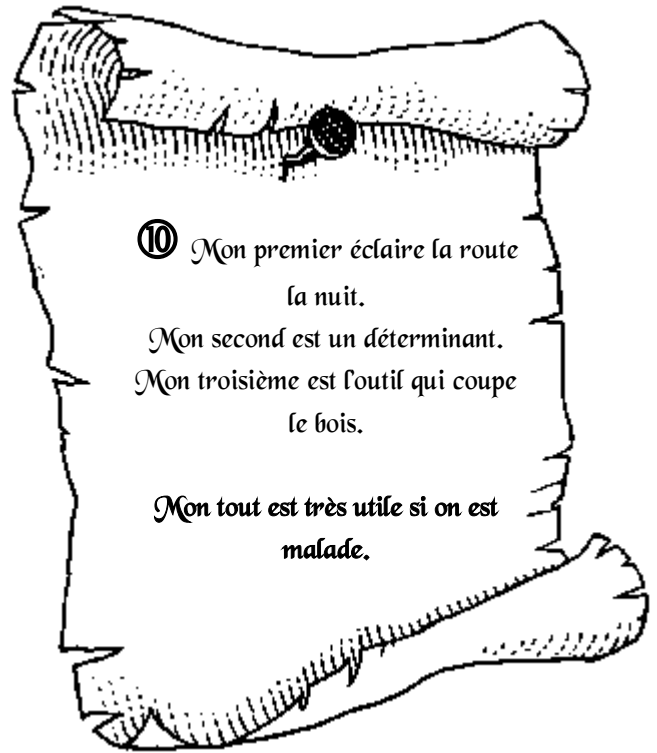 ⑩ Mon premier éclaire la route
la nuit.
Mon second est un déterminant.
Mon troisième est l'outil qui coupe
le bois.
Mon tout est très utile si on est
malade.